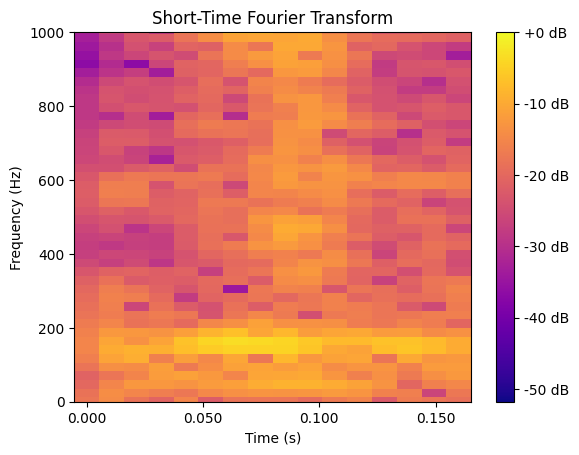 Short-Time Fourier Transform
1000
800
600
400
200
0
Frequency (Hz)
0.000
0.050
0.100
0.150
Time (s)
+0 dB
-10 dB
-20 dB
-30 dB
-40 dB
-50 dB